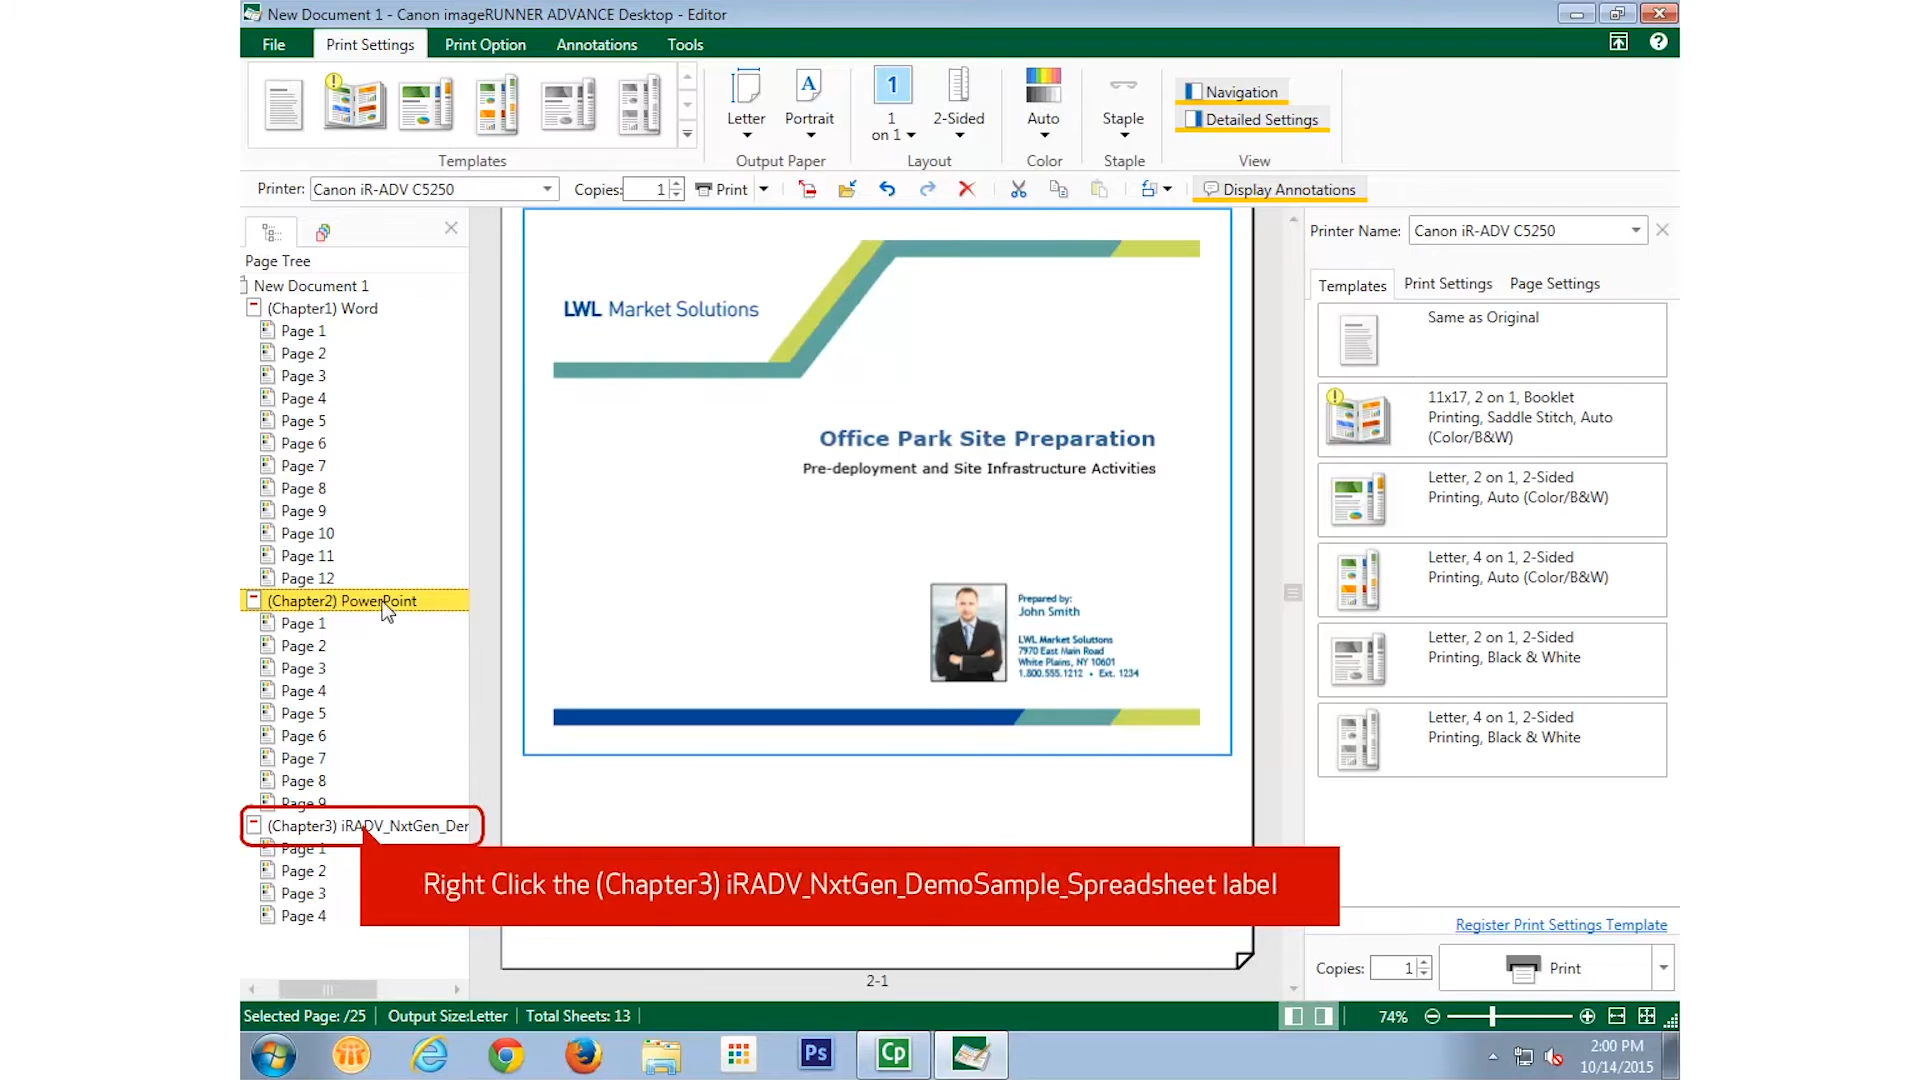 New Document 1 - Canon imageRUNNER ADVANCE Desktop - Editor
File
Print Settings
Print Option
Annotations
Tools
Letter
Portrait
1
1
on 1
2-Sided
Auto
Staple
Navigation
Detailed Settings
Templates
Output Paper
Layout
Color
Staple
View
Printer:
Canon iR-ADV C5250
Copies:
1
Print
Display Annotations
Page Tree
New Document 1
(Chapter1) Word
Page 1
Page 2
Page 3
Page 4
Page 5
Page 6
Page 7
Page 8
Page 9
Page 10
Page 11
Page 12
(Chapter2) PowerPoint
Page 1
Page 2
Page 3
Page 4
Page 5
Page 6
Page 7
Page 8
Page 9
(Chapter3) iRADV_NxtGen_Der
Page 1
Page 2
Page 3
Page 4
LWL Market Solutions
Office Park Site Preparation
Pre-deployment and Site Infrastructure Activities
Prepared by:
John Smith
LWL Market Solutions
7970 East Main Road
White Plains, NY 10601
1.800.555.1212 • Ext. 1234
Right Click the (Chapter3) iRADV_NxtGen_DemoSample_Spreadsheet label
2-1
Printer Name:
Canon iR-ADV C5250
Templates
Print Settings
Page Settings
Same as Original
11x17, 2 on 1, Booklet
Printing, Saddle Stitch, Auto
(Color/B&W)
Letter, 2 on 1, 2-Sided
Printing, Auto (Color/B&W)
Letter, 4 on 1, 2-Sided
Printing, Auto (Color/B&W)
Letter, 2 on 1, 2-Sided
Printing, Black & White
Letter, 4 on 1, 2-Sided
Printing, Black & White
Register Print Settings Template
Copies:
1
Print
Selected Page: /25
Output Size:Letter
Total Sheets: 13
74%
Ps
Cp
2:00 PM
10/14/2015